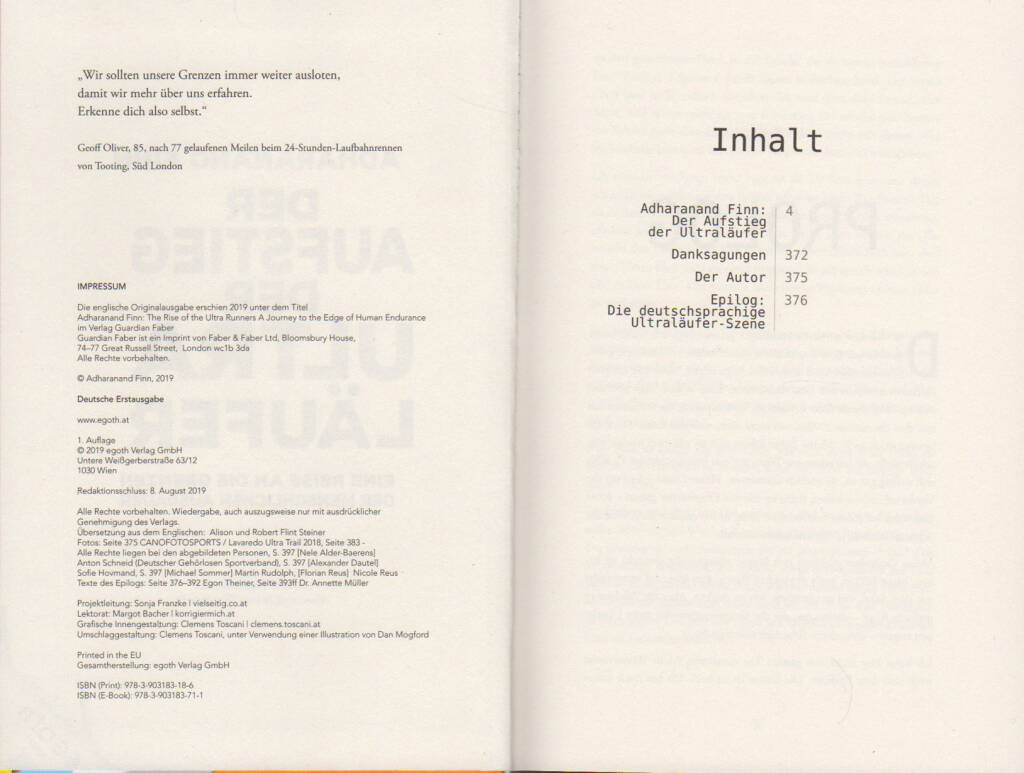 „Wir sollten unsere Grenzen immer weiter ausloten,
damit wir mehr über uns erfahren.
Erkenne dich also selbst.“
Geoff Oliver, 85, nach 77 gelaufenen Meilen beim 24-Stunden-Laufbahnrennen
von Tooting, Süd London
IMPRESSUM
Die englische Originalausgabe erschien 2019 unter dem Titel
Adharanand Finn: The Rise of the Ultra Runners A Journey to the Edge of Human Endurance
im Verlag Guardian Faber
Guardian Faber ist ein Imprint von Faber & Faber Ltd, Bloomsbury House,
74–77 Great Russell Street, London wc1b 3da
Alle Rechte vorbehalten.
© Adharanand Finn, 2019
Deutsche Erstausgabe
www.egoth.at
1. Auflage
© 2019 egoth Verlag GmbH
Untere Weißgerberstraße 63/12
1030 Wien
Redaktionsschluss: 8. August 2019
Alle Rechte vorbehalten. Wiedergabe, auch auszugsweise nur mit ausdrücklicher
Genehmigung des Verlags.
Übersetzung aus dem Englischen: Alison und Robert Flint Steiner
Fotos: Seite 375 CANOFOTOSPORTS / Lavaredo Ultra Trail 2018, Seite 383 -
Alle Rechte liegen bei den abgebildeten Personen, S. 397 [Nele Alder-Baerens]
Anton Schneid (Deutscher Gehörlosen Sportverband), S. 397 [Alexander Dautel]
Sofie Hovmand, S. 397 [Michael Sommer] Martin Rudolph, [Florian Reus] Nicole Reus
Texte des Epilogs: Seite 376–392 Egon Theiner, Seite 393ff Dr. Annette Müller
Projektleitung: Sonja Franzke | vielseitig.co.at
Lektorat: Margot Bacher | korrigiermich.at
Grafische Innengestaltung: Clemens Toscani | clemens.toscani.at
Umschlaggestaltung: Clemens Toscani, unter Verwendung einer Illustration von Dan Mogford
Printed in the EU
Gesamtherstellung: egoth Verlag GmbH
ISBN (Print): 978-3-903183-18-6
ISBN (E-Book): 978-3-903183-71-1
Inhalt
Adharanand Finn: 4
Der Aufstieg
der Ultraläufer
Danksagungen 372
Der Autor 375
Epilog: 376
Die deutschsprachige
Ultraläufer-Szene